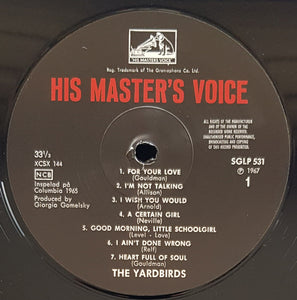 HIS MASTER'S VOICE
Reg. Trademark of The Gramophone Co. Ltd.
HIS MASTER'S VOICE
ALL RIGHTS OF THE MANUFACTURER
AND OF THE OWNER OF THE
RECORDED WORK RESERVED.
UNAUTHORISED PUBLIC PERFORMANCE,
BROADCASTING AND COPYING
OF THIS RECORD PROHIBITED
33⅓
XCSX 144
NCB
Inspelad på
Columbia 1965
Produced by
Giorgio Gomelsky
SGLP 531
℗ 1967
1
1. FOR YOUR LOVE
(Gouldman)
2. I'M NOT TALKING
(Allison)
3. I WISH YOU WOULD
(Arnold)
4. A CERTAIN GIRL
(Neville)
5. GOOD MORNING, LITTLE SCHOOLGIRL
(Level - Love)
6. I AIN'T DONE WRONG
(Relf)
7. HEART FULL OF SOUL
(Gouldman)
THE YARDBIRDS